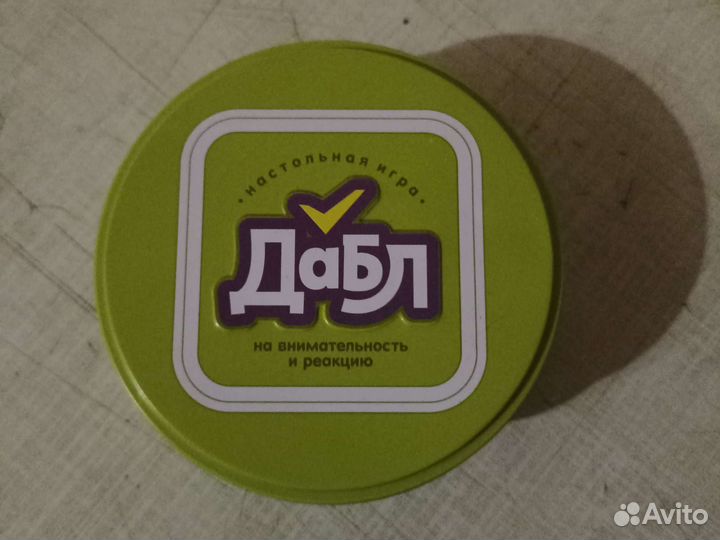 • настольная игра •
ДаБЛ
на внимательность
и реакцию
Avito